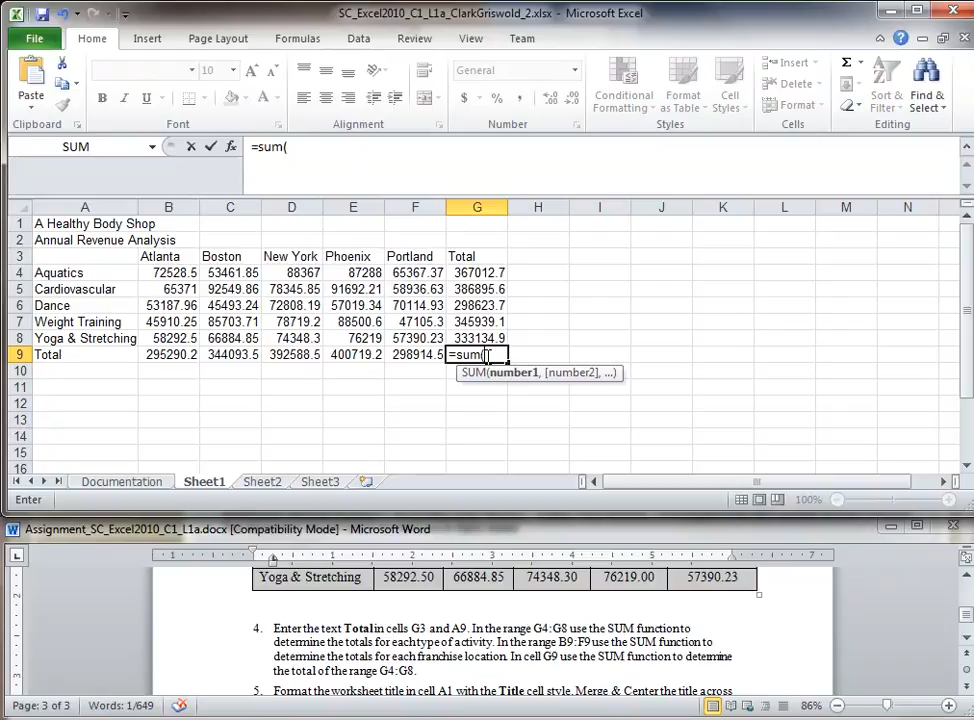 SC_Excel2010_C1_L1a_ClarkGriswold_2.xlsx - Microsoft Excel
File Home Insert Page Layout Formulas Data Review View Team
10 General Insert Σ
Paste Conditional Format Cell Delete Sort & Find &
B I U $ % , Formatting as Table Styles Format Filter Select
Clipboard Font Alignment Number Styles Cells Editing
SUM fx =sum(
A B C D E F G H I J K L M N
1 A Healthy Body Shop
2 Annual Revenue Analysis
3 Atlanta Boston New York Phoenix Portland Total
4 Aquatics 72528.5 53461.85 88367 87288 65367.37 367012.7
5 Cardiovascular 65371 92549.86 78345.85 91692.21 58936.63 386895.6
6 Dance 53187.96 45493.24 72808.19 57019.34 70114.93 298623.7
7 Weight Training 45910.25 85703.71 78719.2 88500.6 47105.3 345939.1
8 Yoga & Stretching 58292.5 66884.85 74348.3 76219 57390.23 333134.9
9 Total 295290.2 344093.5 392588.5 400719.2 298914.5 =sum(
10 SUM(number1, [number2], ...)
11
12
13
14
15
16
Documentation Sheet1 Sheet2 Sheet3
Enter 100%
Assignment_SC_Excel2010_C1_L1a.docx [Compatibility Mode] - Microsoft Word
1 1 2 3 4 5 6 7
Yoga & Stretching 58292.50 66884.85 74348.30 76219.00 57390.23
4. Enter the text Total in cells G3 and A9. In the range G4:G8 use the SUM function to
determine the totals for each type of activity. In the range B9:F9 use the SUM function to
determine the totals for each franchise location. In cell G9 use the SUM function to determine
the total of the range G4:G8.
5. Format the worksheet title in cell A1 with the Title cell style. Merge & Center the title across
Page: 3 of 3 Words: 1/649 86%